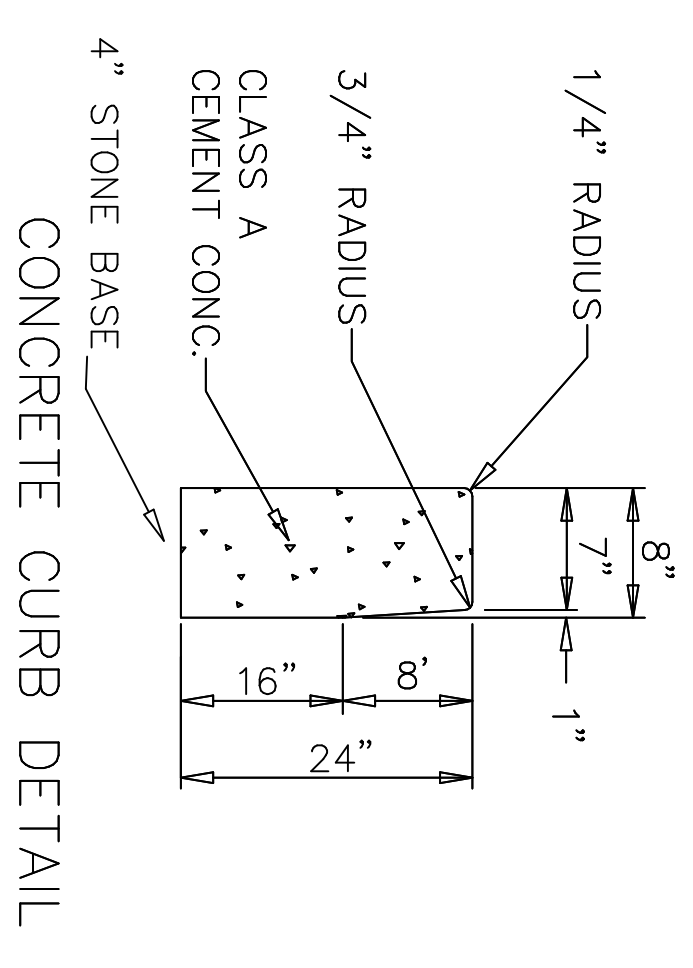 8”
7”
1”
1/4” RADIUS
3/4” RADIUS
CLASS A
CEMENT CONC.
4” STONE BASE
8’
16”
24”
CONCRETE CURB DETAIL